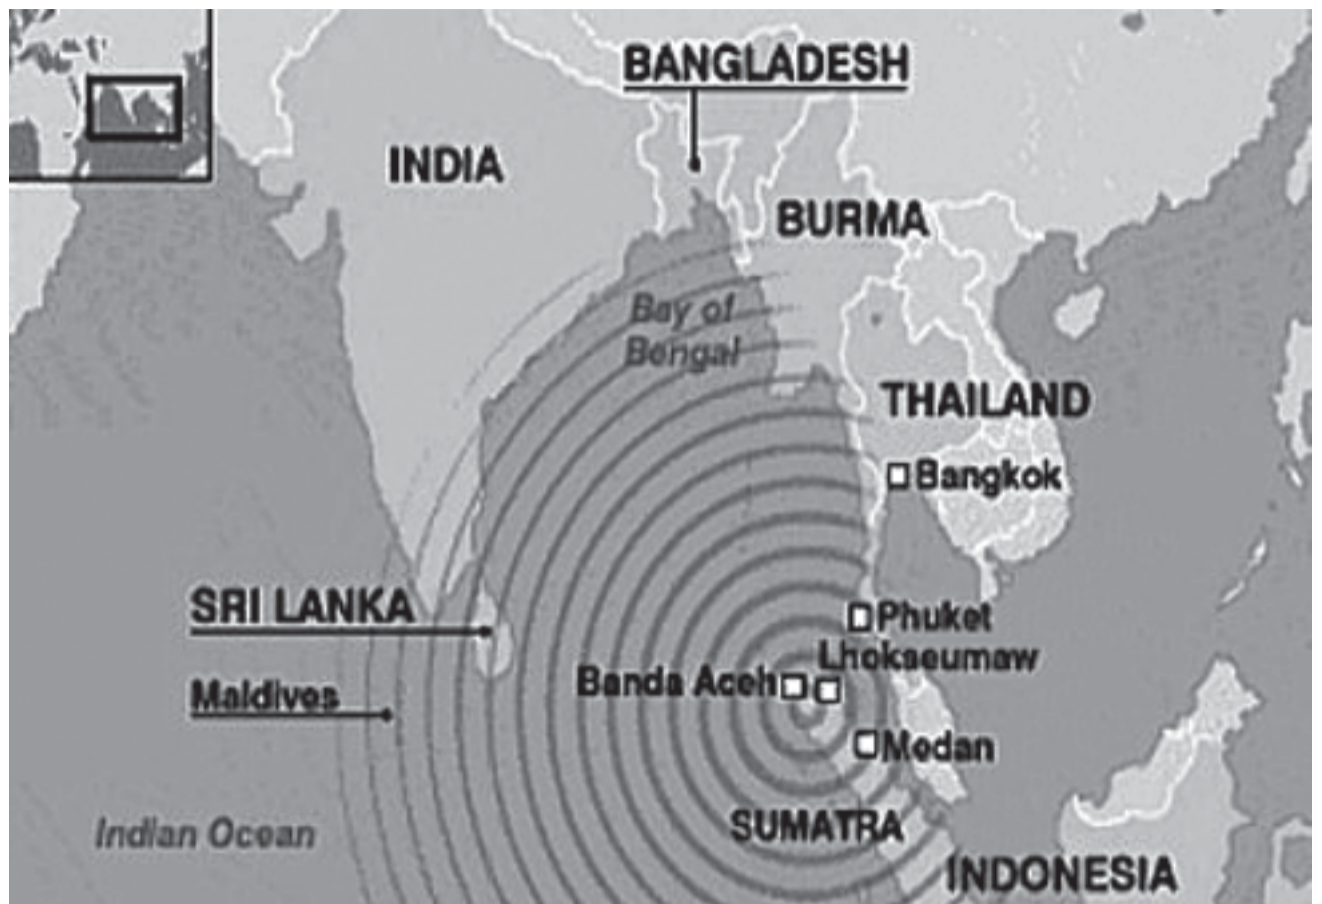 BANGLADESH
INDIA
BURMA
Bay of
Bengal
THAILAND
Bangkok
SRI LANKA
Phuket
Lhokseumaw
Banda Aceh
Maldives
Medan
SUMATRA
Indian Ocean
INDONESIA